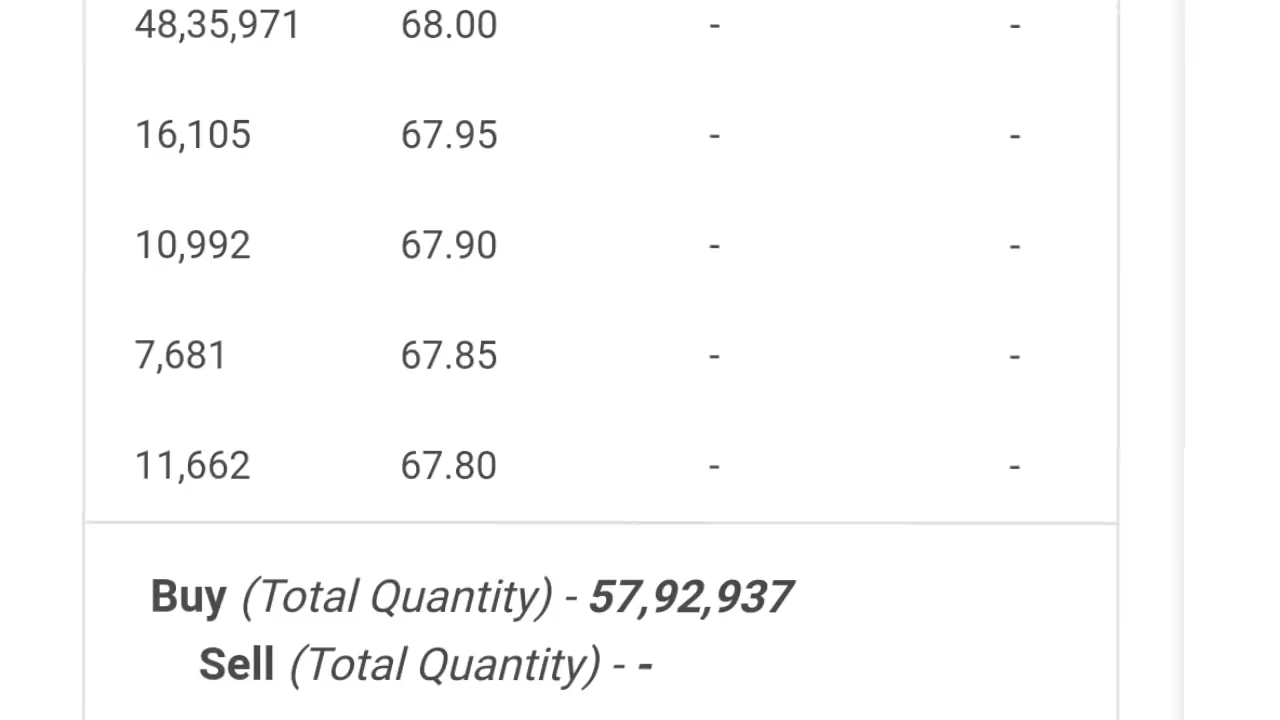 48,35,971 68.00 - -
16,105 67.95 - -
10,992 67.90 - -
7,681 67.85 - -
11,662 67.80 - -
Buy (Total Quantity) - 57,92,937
Sell (Total Quantity) - -